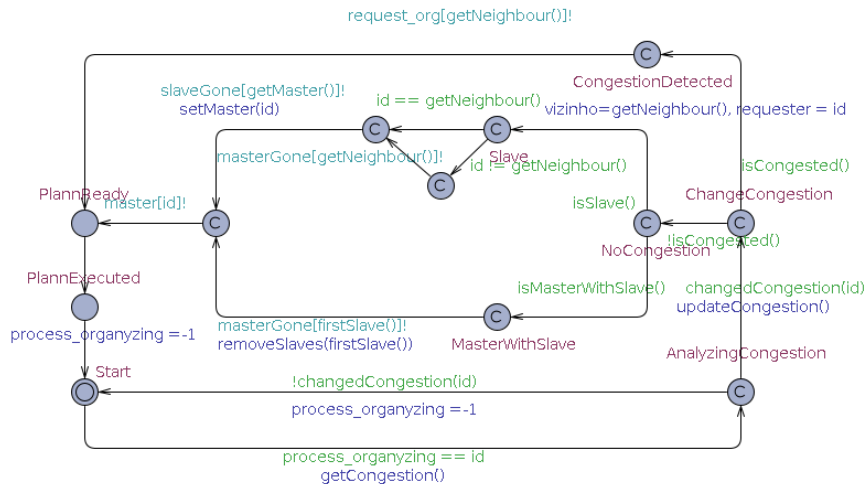 request_org[getNeighbour()]!
CongestionDetected
slaveGone[getMaster()]!
setMaster(id)
id == getNeighbour()
vizinho=getNeighbour(), requester = id
C
C
C
masterGone[getNeighbour()]!
Slave
id != getNeighbour()
isCongested()
C
PlannReady
master[id]!
isSlave()
ChangeCongestion
C
C
C
!isCongested()
NoCongestion
PlannExecuted
isMasterWithSlave()
changedCongestion(id)
updateCongestion()
C
masterGone[firstSlave()]!
removeSlaves(firstSlave())
process_organyzing =-1
MasterWithSlave
AnalyzingCongestion
Start
!changedCongestion(id)
C
process_organyzing =-1
process_organyzing == id
getCongestion()